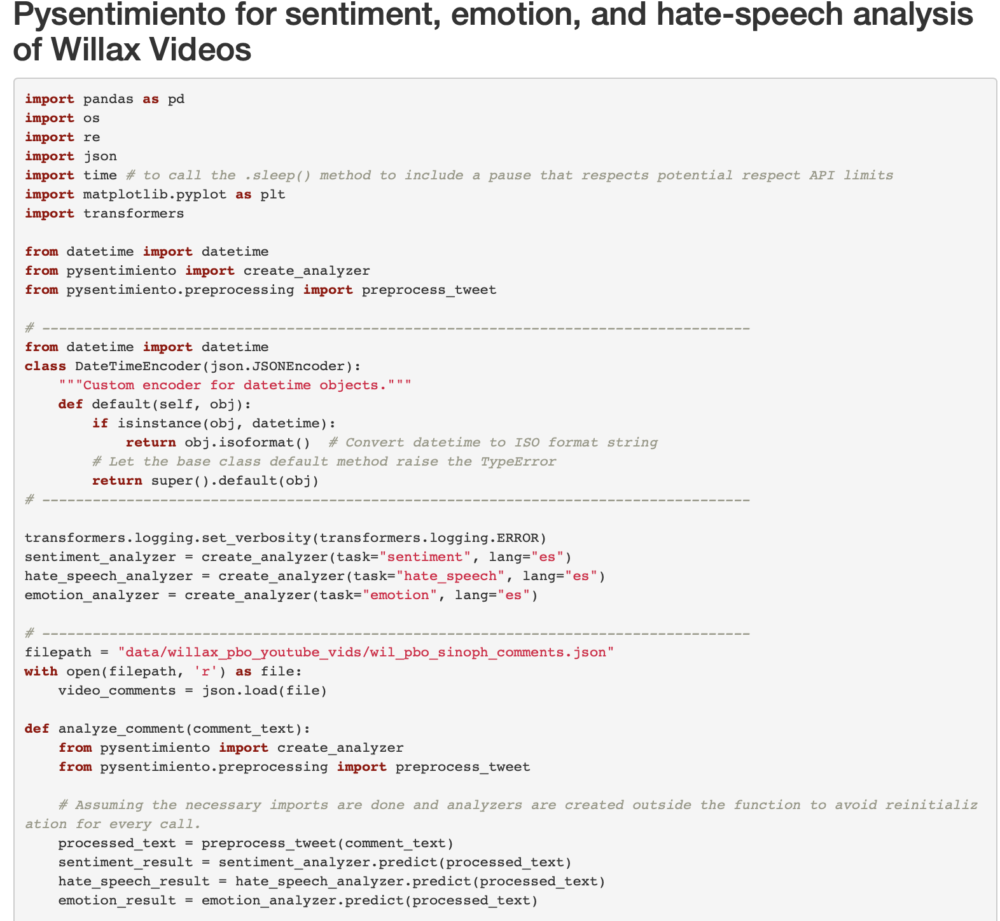 Pysentimiento for sentiment, emotion, and hate-speech analysis
of Willax Videos
import pandas as pd
import os
import re
import json
import time # to call the .sleep() method to include a pause that respects potential respect API limits
import matplotlib.pyplot as plt
import transformers

from datetime import datetime
from pysentimiento import create_analyzer
from pysentimiento.preprocessing import preprocess_tweet

# ------------------------------------------------------------------------------------
from datetime import datetime
class DateTimeEncoder(json.JSONEncoder):
    """Custom encoder for datetime objects."""
    def default(self, obj):
        if isinstance(obj, datetime):
            return obj.isoformat()  # Convert datetime to ISO format string
        # Let the base class default method raise the TypeError
        return super().default(obj)
# ------------------------------------------------------------------------------------

transformers.logging.set_verbosity(transformers.logging.ERROR)
sentiment_analyzer = create_analyzer(task="sentiment", lang="es")
hate_speech_analyzer = create_analyzer(task="hate_speech", lang="es")
emotion_analyzer = create_analyzer(task="emotion", lang="es")

# ------------------------------------------------------------------------------------
filepath = "data/willax_pbo_youtube_vids/wil_pbo_sinoph_comments.json"
with open(filepath, 'r') as file:
    video_comments = json.load(file)

def analyze_comment(comment_text):
    from pysentimiento import create_analyzer
    from pysentimiento.preprocessing import preprocess_tweet

    # Assuming the necessary imports are done and analyzers are created outside the function to avoid reinitializ
ation for every call.
    processed_text = preprocess_tweet(comment_text)
    sentiment_result = sentiment_analyzer.predict(processed_text)
    hate_speech_result = hate_speech_analyzer.predict(processed_text)
    emotion_result = emotion_analyzer.predict(processed_text)